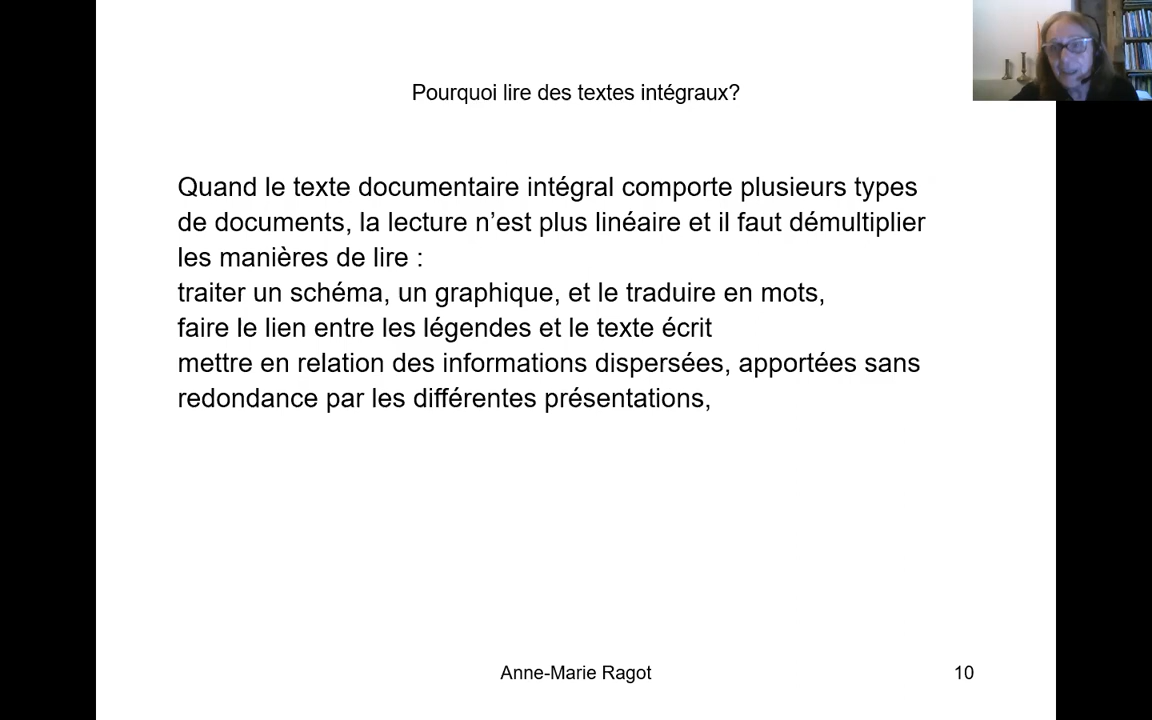 Pourquoi lire des textes intégraux?
Quand le texte documentaire intégral comporte plusieurs types
de documents, la lecture n’est plus linéaire et il faut démultiplier
les manières de lire :
traiter un schéma, un graphique, et le traduire en mots,
faire le lien entre les légendes et le texte écrit
mettre en relation des informations dispersées, apportées sans
redondance par les différentes présentations,
Anne-Marie Ragot
10